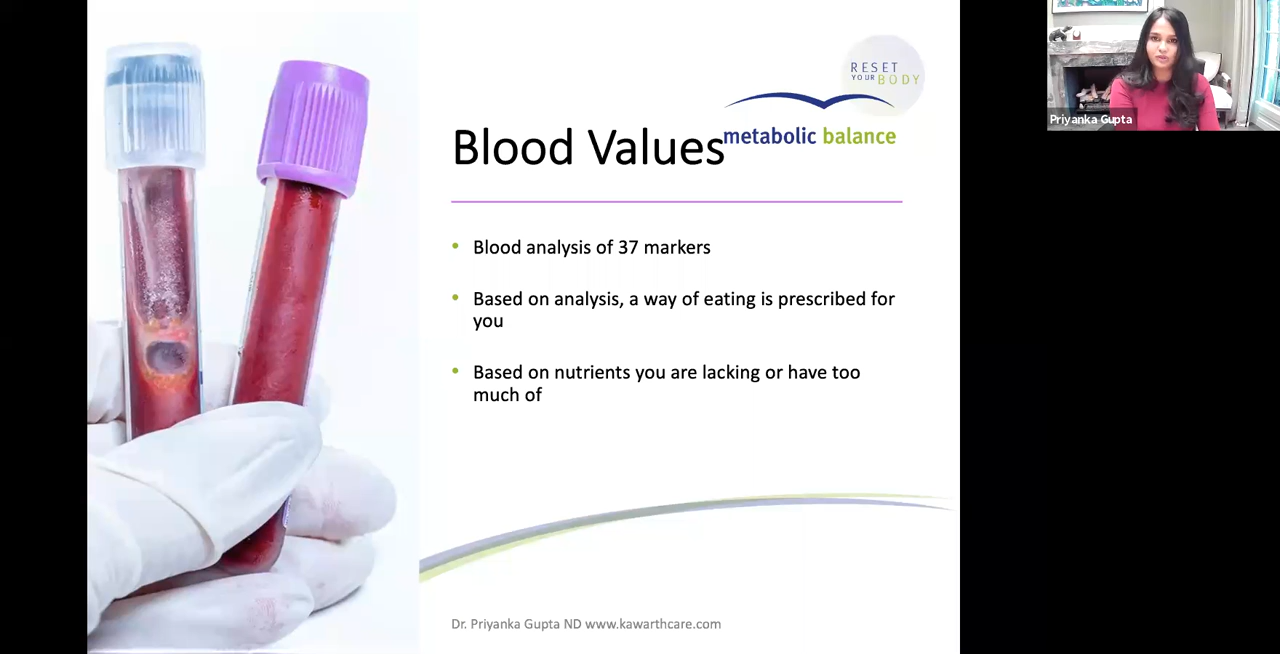 RESET
YOUR BODY
metabolic balance
Blood Values
Blood analysis of 37 markers
Based on analysis, a way of eating is prescribed for
you
Based on nutrients you are lacking or have too
much of
Dr. Priyanka Gupta ND www.kawarthcare.com
Priyanka Gupta